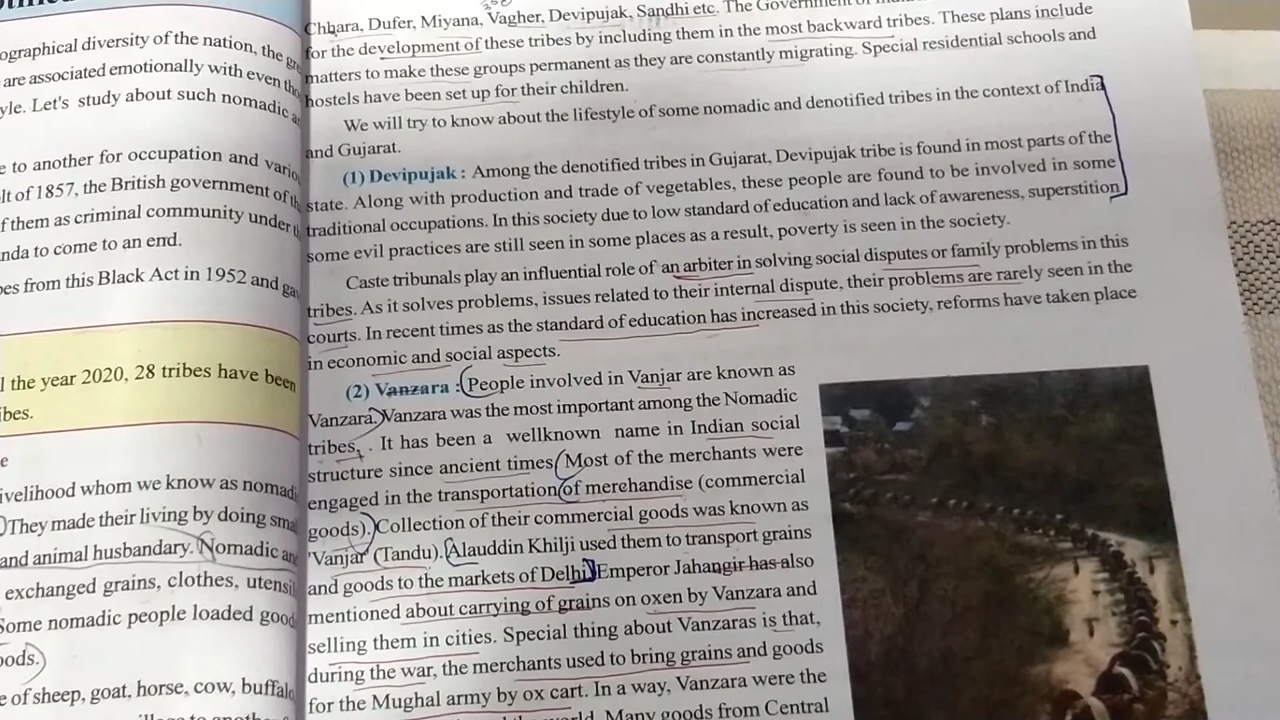 ographical diversity of the nation, the
are associated emotionally with even
yle. Let's study about such nomadic
e to another for occupation and
lt of 1857, the British government of
f them as criminal community under
nda to come to an end.
es from this Black Act in 1952 and
l the year 2020, 28 tribes have been
ibes.
e
ivelihood whom we know as
They made their living by doing
and animal husbandary. Nomadic
exchanged grains, clothes,
Some nomadic people loaded
ods.)
e of sheep, goat, horse, cow,
Chhara, Dufer, Miyana, Vagher, Devipujak, Sandhi etc. The
for the development of these tribes by including them in the most backward tribes. These plans include
matters to make these groups permanent as they are constantly migrating. Special residential schools and
hostels have been set up for their children.
We will try to know about the lifestyle of some nomadic and denotified tribes in the context of India
and Gujarat.
(1) Devipujak : Among the denotified tribes in Gujarat, Devipujak tribe is found in most parts of the
state. Along with production and trade of vegetables, these people are found to be involved in some
traditional occupations. In this society due to low standard of education and lack of awareness, superstition
some evil practices are still seen in some places as a result, poverty is seen in the society.
Caste tribunals play an influential role of an arbiter in solving social disputes or family problems in this
tribes. As it solves problems, issues related to their internal dispute, their problems are rarely seen in the
courts. In recent times as the standard of education has increased in this society, reforms have taken place
in economic and social aspects.
(2) Vanzara : People involved in Vanjar are known as
Vanzara. Vanzara was the most important among the Nomadic
tribes, . It has been a wellknown name in Indian social
structure since ancient times. Most of the merchants were
engaged in the transportation of merchandise (commercial
goods). Collection of their commercial goods was known as
'Vanjar' (Tandu). Alauddin Khilji used them to transport grains
and goods to the markets of Delhi. Emperor Jahangir has also
mentioned about carrying of grains on oxen by Vanzara and
selling them in cities. Special thing about Vanzaras is that,
during the war, the merchants used to bring grains and goods
for the Mughal army by ox cart. In a way, Vanzara were the
Many goods from Central